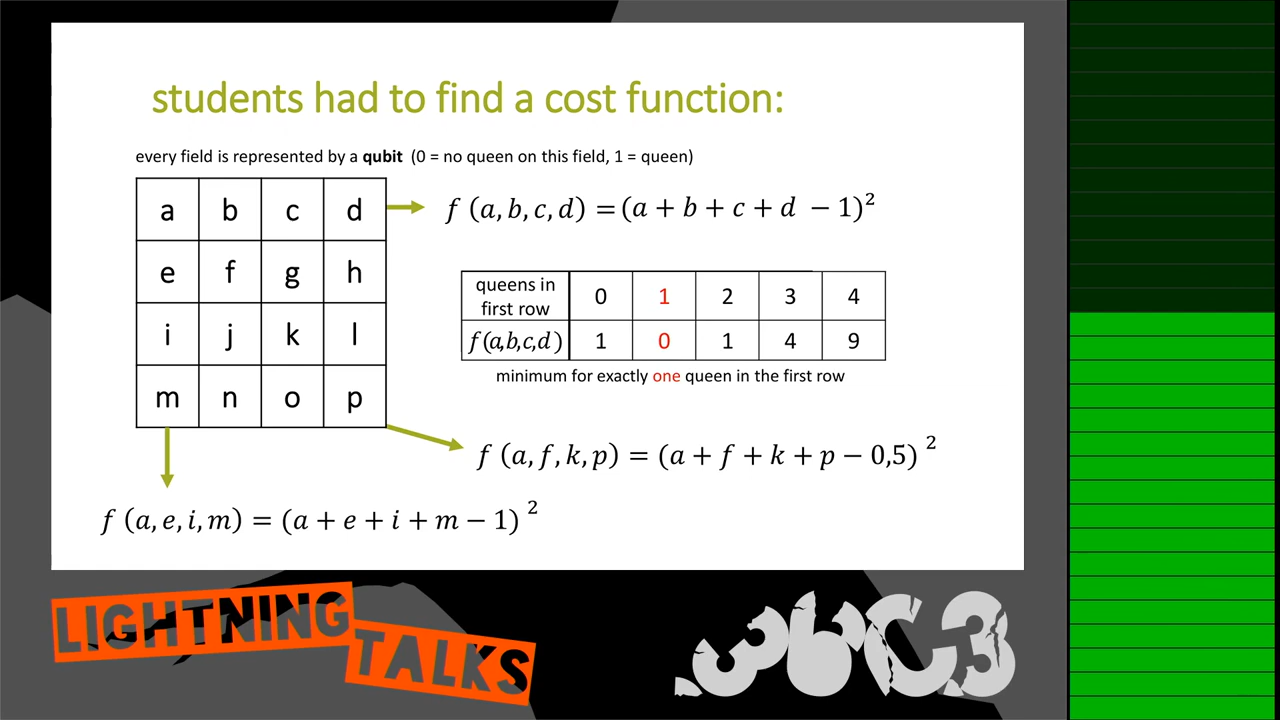 students had to find a cost function:
every field is represented by a qubit (0 = no queen on this field, 1 = queen)
a b c d
e f g h
i j k l
m n o p
f (a, b, c, d) = (a + b + c + d − 1)²
queens in first row 0 1 2 3 4
f(a,b,c,d) 1 0 1 4 9
minimum for exactly one queen in the first row
f (a, f, k, p) = (a + f + k + p − 0,5)²
f (a, e, i, m) = (a + e + i + m − 1)²
LIGHTNING
TALKS
36C3